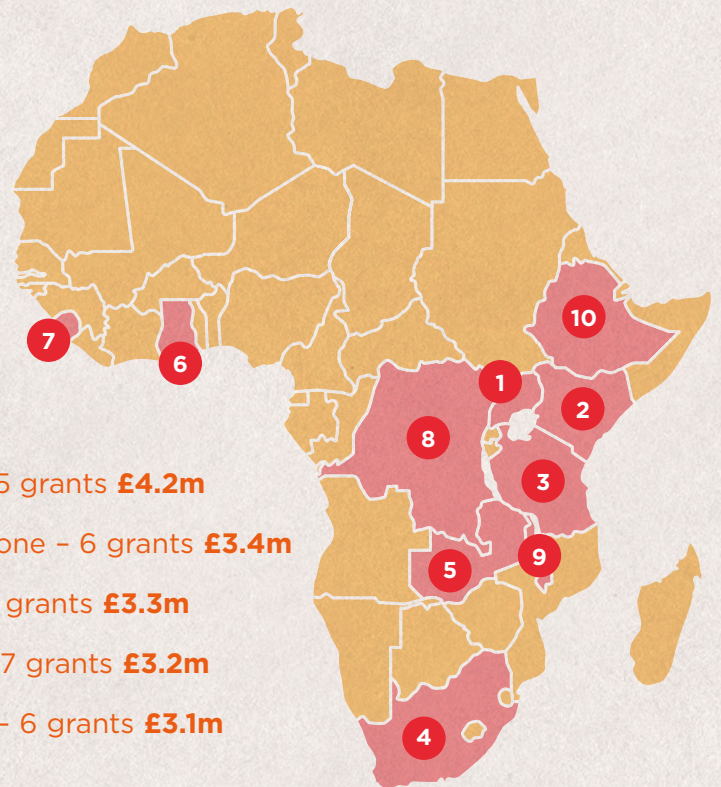 10
7
6
1
2
8
3
5 grants £4.2m
one – 6 grants £3.4m
9
5
grants £3.3m
7 grants £3.2m
– 6 grants £3.1m
4